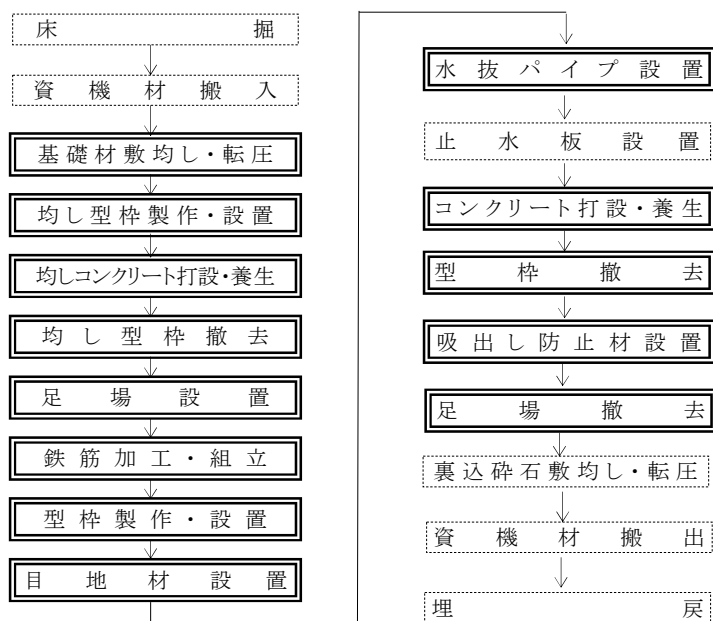 床掘
資機材搬入
基礎材敷均し・転圧
均し型枠製作・設置
均しコンクリート打設・養生
均し型枠撤去
足場設置
鉄筋加工・組立
型枠製作・設置
目地材設置
水抜パイプ設置
止水板設置
コンクリート打設・養生
型枠撤去
吸出し防止材設置
足場撤去
裏込砕石敷均し・転圧
資機材搬出
埋戻